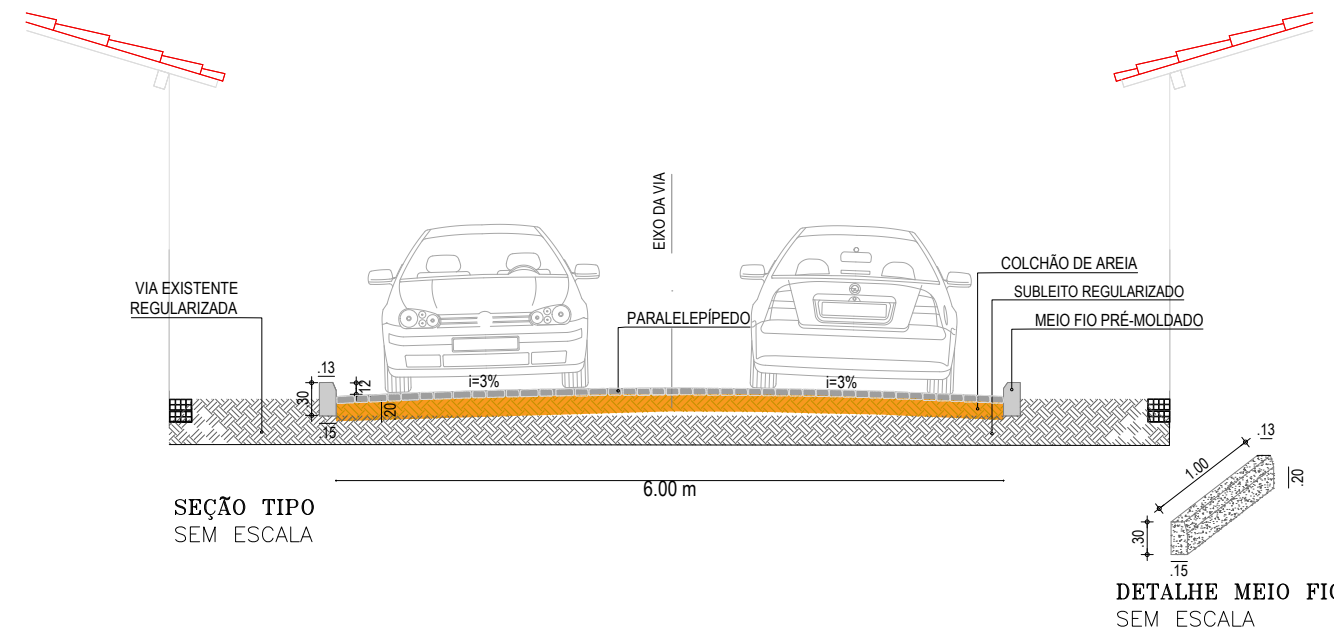 EIXO DA VIA
VIA EXISTENTE
REGULARIZADA
COLCHÃO DE AREIA
SUBLEITO REGULARIZADO
PARALELEPÍPEDO
MEIO FIO PRÉ-MOLDADO
.13
.12
i=3%
i=3%
.30
.20
.15
6.00 m
SEÇÃO TIPO
SEM ESCALA
.13
1.00
.20
.30
.15
DETALHE MEIO FIO
SEM ESCALA